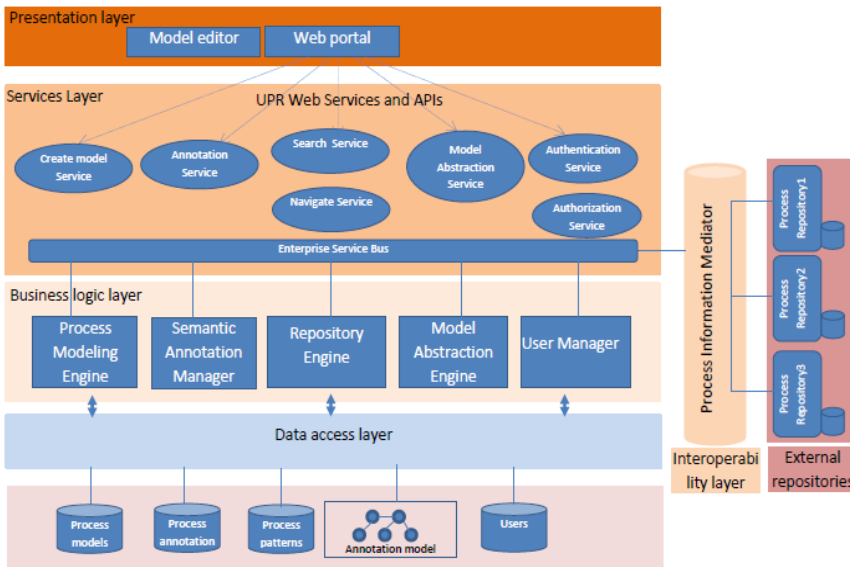 Presentation layer
Model editor
Web portal
Services Layer
UPR Web Services and APIs
Create model
Service
Annotation
Service
Search Service
Navigate Service
Model
Abstraction
Service
Authentication
Service
Authorization
Service
Enterprise Service Bus
Business logic layer
Process
Modeling
Engine
Semantic
Annotation
Manager
Repository
Engine
Model
Abstraction
Engine
User Manager
Data access layer
Process
models
Process
annotation
Process
patterns
Annotation model
Users
Process Information Mediator
Interoperabi
lity layer
Process
Repository1
Process
Repository2
Process
Repository3
External
repositories